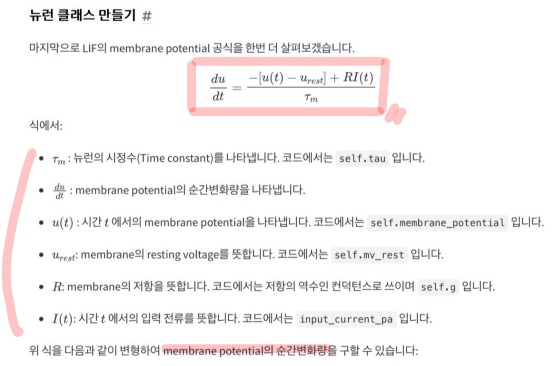 뉴런 클래스 만들기 #
마지막으로 LIF의 membrane potential 공식을 한번 더 살펴보겠습니다.
du/dt = (−[u(t) − u_rest] + RI(t)) / τ_m
식에서:
• τ_m : 뉴런의 시정수(Time constant)를 나타냅니다. 코드에서는 self.tau 입니다.
• du/dt : membrane potential의 순간변화량을 나타냅니다.
• u(t) : 시간 t 에서의 membrane potential을 나타냅니다. 코드에서는 self.membrane_potential 입니다.
• u_rest: membrane의 resting voltage를 뜻합니다. 코드에서는 self.mv_rest 입니다.
• R: membrane의 저항을 뜻합니다. 코드에서는 저항의 역수인 컨덕턴스로 쓰이며 self.g 입니다.
• I(t): 시간 t 에서의 입력 전류를 뜻합니다. 코드에서는 input_current_pa 입니다.
위 식을 다음과 같이 변형하여 membrane potential의 순간변화량을 구할 수 있습니다: